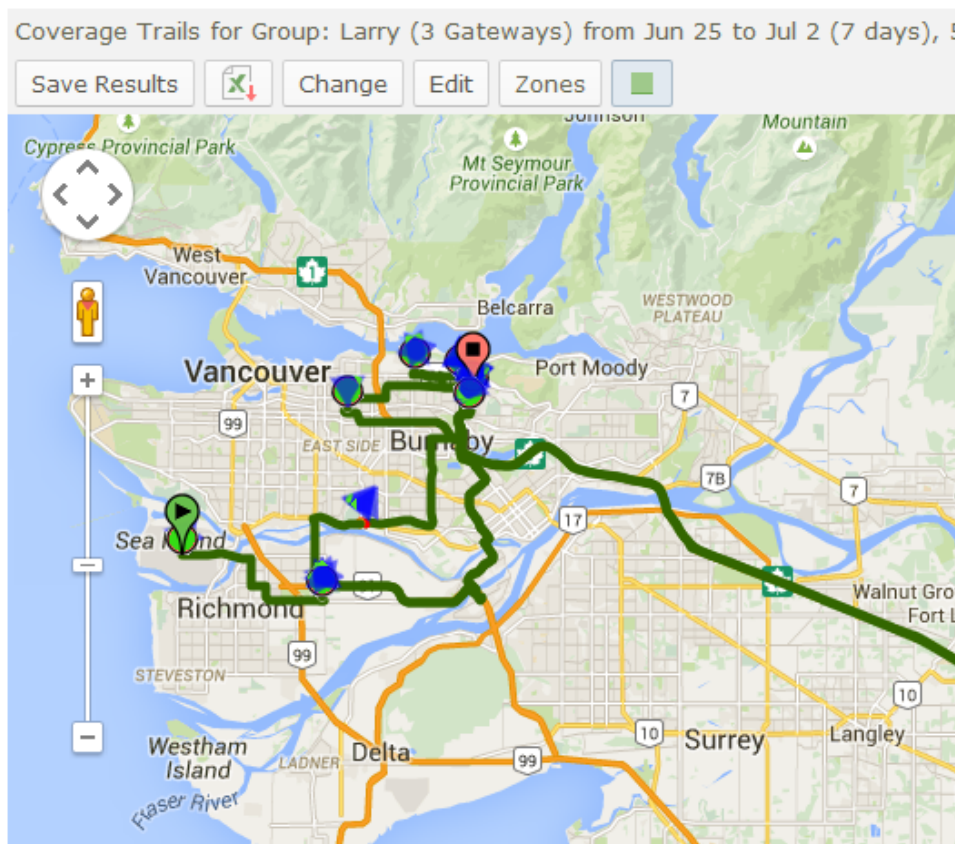 Coverage Trails for Group: Larry (3 Gateways) from Jun 25 to Jul 2 (7 days),
Save Results
Change
Edit
Zones
Johnson
Mountain
Cypress Provincial Park
Mt Seymour
Provincial Park
West
Vancouver
1
Belcarra
WESTWOOD
PLATEAU
Vancouver
Port Moody
7
99
EAST SIDE
Burnaby
7B
7
17
Sea Island
Richmond
Walnut Gro
Fort L
99
STEVESTON
10
Westham
Island
LADNER
Delta
99
10
Surrey
Langley
Fraser River